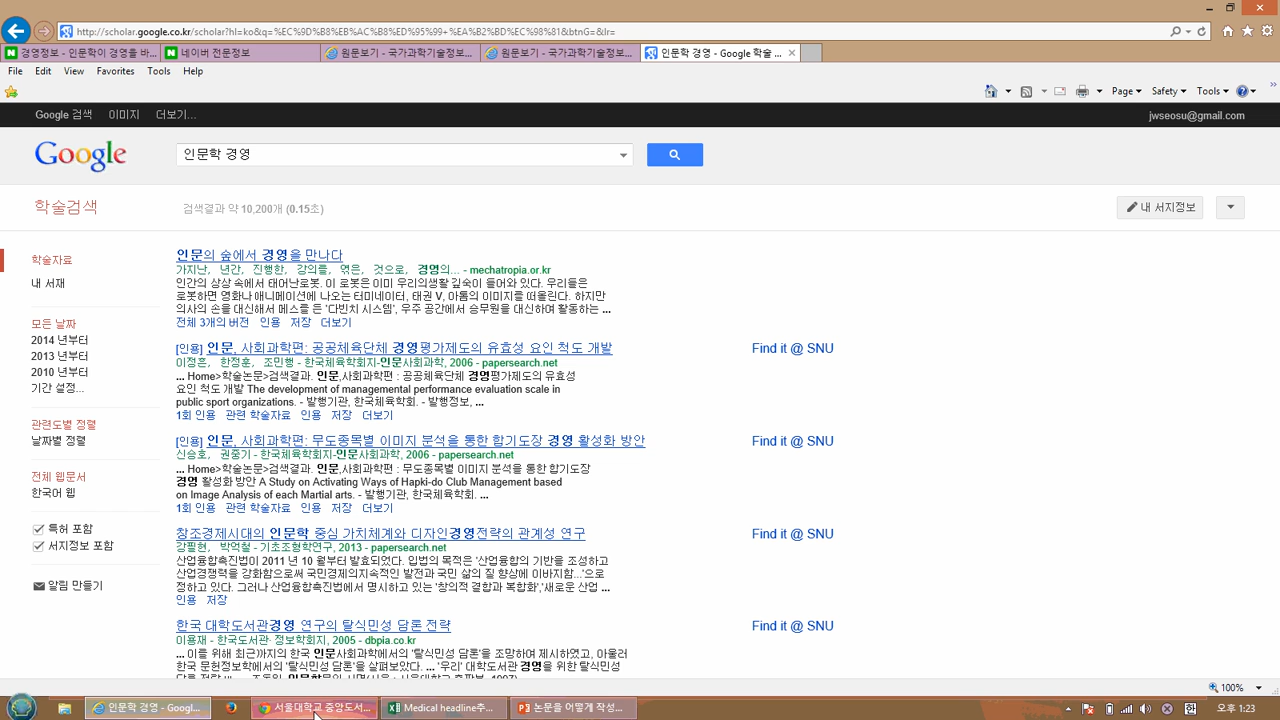 http://scholar.google.co.kr/scholar?hl=ko&q=%EC%9D%B8%EB%AC%B8%ED%95%99+%EA%B2%BD%EC%98%81&btnG=&lr=
경영정보 - 인문학이 경영을 바... 네이버 전문정보 원문보기 - 국가과학기술정보... 원문보기 - 국가과학기술정보... 인문학 경영 - Google 학술 ...
File Edit View Favorites Tools Help
Page Safety Tools
Google 검색 이미지 더보기...
jwseosu@gmail.com
Google 인문학 경영
학술검색 검색결과 약 10,200개 (0.15초) 내 서지정보
학술자료
내 서재
모든 날짜
2014 년부터
2013 년부터
2010 년부터
기간 설정...
관련도별 정렬
날짜별 정렬
전체 웹문서
한국어 웹
특허 포함
서지정보 포함
알림 만들기
인문의 숲에서 경영을 만나다
가지난, 년간, 진행한, 강의를, 엮은, 것으로, 경영의... - mechatropia.or.kr
인간의 상상 속에서 태어난로봇. 이 로봇은 이미 우리의생활 깊숙이 들어와 있다. 우리들은
로봇하면 영화나 애니메이션에 나오는 터미네이터, 태권 V, 아톰의 이미지를 떠올린다. 하지만
의사의 손을 대신해서 메스를 든 '다빈치 시스템', 우주 공간에서 승무원을 대신하여 활동하는 ...
전체 3개의 버전 인용 저장 더보기
[인용] 인문, 사회과학편: 공공체육단체 경영평가제도의 유효성 요인 척도 개발
이정흔, 한정훈, 조민행 - 한국체육학회지-인문사회과학, 2006 - papersearch.net
... Home>학술논문>검색결과. 인문,사회과학편 : 공공체육단체 경영평가제도의 유효성
요인 척도 개발 The development of managemental performance evaluation scale in
public sport organizations. - 발행기관, 한국체육학회. - 발행정보, ...
1회 인용 관련 학술자료 인용 저장 더보기
Find it @ SNU
[인용] 인문, 사회과학편: 무도종목별 이미지 분석을 통한 합기도장 경영 활성화 방안
신승호, 권중기 - 한국체육학회지-인문사회과학, 2006 - papersearch.net
... Home>학술논문>검색결과. 인문,사회과학편 : 무도종목별 이미지 분석을 통한 합기도장
경영 활성화 방안 A Study on Activating Ways of Hapki-do Club Management based
on Image Analysis of each Martial arts. - 발행기관, 한국체육학회. ...
1회 인용 관련 학술자료 인용 저장 더보기
Find it @ SNU
창조경제시대의 인문학 중심 가치체계와 디자인경영전략의 관계성 연구
강필현, 박억철 - 기초조형학연구, 2013 - papersearch.net
산업융합촉진법이 2011 년 10 월부터 발효되었다. 입법의 목적은 '산업융합의 기반을 조성하고
산업경쟁력을 강화함으로써 국민경제의지속적인 발전과 국민 삶의 질 향상에 이바지함...'으로
정하고 있다. 그러나 산업융합촉진법에서 명시하고 있는 '창의적 결합과 복합화','새로운 산업 ...
인용 저장
Find it @ SNU
한국 대학도서관경영 연구의 탈식민성 담론 전략
이용재 - 한국도서관· 정보학회지, 2005 - dbpia.co.kr
... 이를 위해 최근까지의 한국 인문사회과학에서의 '탈식민성 담론'을 조망하여 제시하였고, 아울러
한국 문헌정보학에서의 '탈식민성 담론'을 살펴보았다. ... '우리' 대학도서관 경영을 위한 탈식민성
Find it @ SNU
100%
인문학 경영 - Googl... 서울대학교 중앙도서... Medical headline추... 논문을 어떻게 작성...
오후 1:23